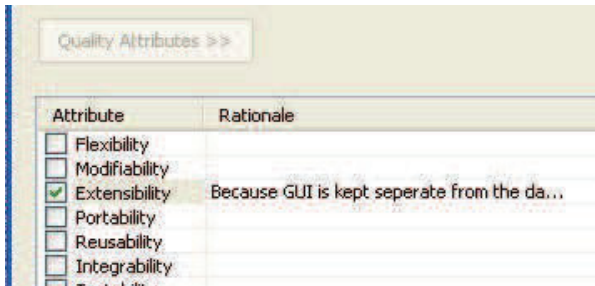 Quality Attributes >>
Attribute Rationale
Flexibility
Modifiability
Extensibility Because GUI is kept seperate from the da...
Portability
Reusability
Integrability